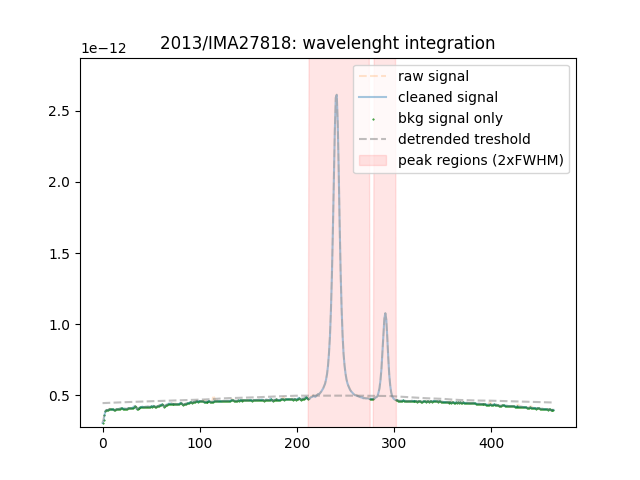 2013/IMA27818: wavelenght integration
1e−12
raw signal
cleaned signal
bkg signal only
detrended treshold
peak regions (2xFWHM)
2.5
2.0
1.5
1.0
0.5
0 100 200 300 400